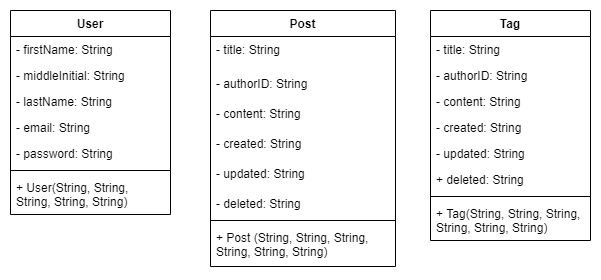 User
- firstName: String
- middleInitial: String
- lastName: String
- email: String
- password: String
+ User(String, String,
String, String, String)
Post
- title: String
- authorID: String
- content: String
- created: String
- updated: String
- deleted: String
+ Post (String, String, String,
String, String, String)
Tag
- title: String
- authorID: String
- content: String
- created: String
- updated: String
+ deleted: String
+ Tag(String, String, String,
String, String, String)